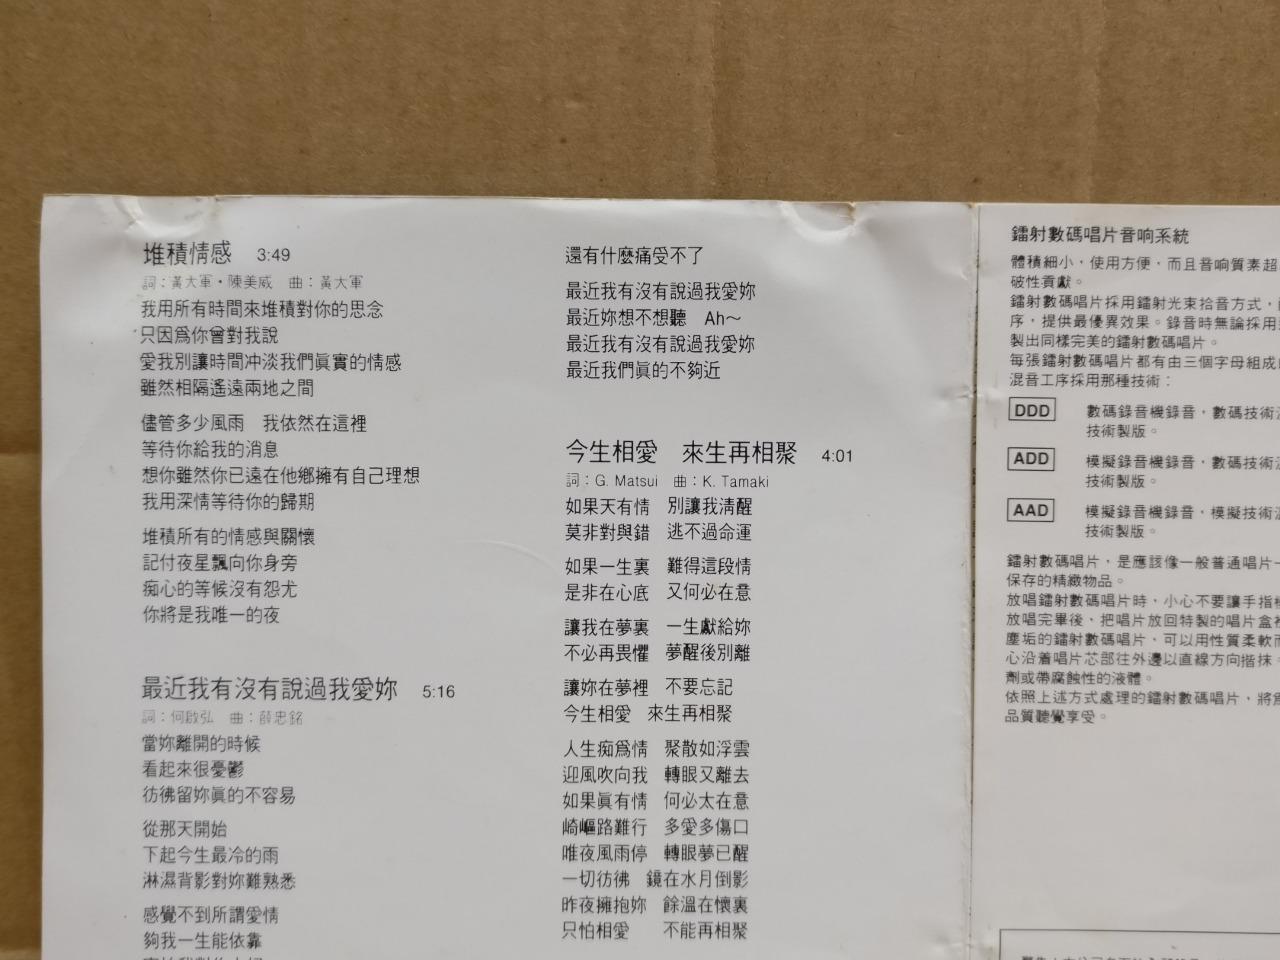 堆積情感 3:49
詞：黃大軍・陳美威 曲：黃大軍
我用所有時間來堆積對你的思念
只因爲你曾對我說
愛我別讓時間冲淡我們眞實的情感
雖然相隔遙遠兩地之間
儘管多少風雨 我依然在這裡
等待你給我的消息
想你雖然你已遠在他鄉擁有自己理想
我用深情等待你的歸期
堆積所有的情感與關懷
記付夜星飄向你身旁
痴心的等候沒有怨尤
你將是我唯一的夜
最近我有沒有說過我愛妳 5:16
詞：何啟弘 曲：薛忠銘
當妳離開的時候
看起來很憂鬱
彷彿留妳眞的不容易
從那天開始
下起今生最冷的雨
淋濕背影對妳難熟悉
感覺不到所謂愛情
夠我一生能依靠
還有什麼痛受不了
最近我有沒有說過我愛妳
最近妳想不想聽 Ah～
最近我有沒有說過我愛妳
最近我們眞的不夠近
今生相愛 來生再相聚 4:01
詞：G. Matsui 曲：K. Tamaki
如果天有情 別讓我清醒
莫非對與錯 逃不過命運
如果一生裏 難得這段情
是非在心底 又何必在意
讓我在夢裏 一生獻給妳
不必再畏懼 夢醒後別離
讓妳在夢裡 不要忘記
今生相愛 來生再相聚
人生痴爲情 聚散如浮雲
迎風吹向我 轉眼又離去
如果眞有情 何必太在意
崎嶇路難行 多愛多傷口
唯夜風雨停 轉眼夢已醒
一切彷彿 鏡在水月倒影
昨夜擁抱妳 餘溫在懷裏
只怕相愛 不能再相聚
鐳射數碼唱片音响系統
體積細小，使用方便，而且音响質素超
破性貢獻。
鐳射數碼唱片採用鐳射光束拾音方式，
序，提供最優異效果。錄音時無論採用
製出同樣完美的鐳射數碼唱片。
每張鐳射數碼唱片都有由三個字母組成
混音工序採用那種技術：
DDD 數碼錄音機錄音，數碼技術
技術製版。
ADD 模擬錄音機錄音，數碼技術
技術製版。
AAD 模擬錄音機錄音，模擬技術
技術製版。
鐳射數碼唱片，是應該像一般普通唱片一
保存的精緻物品。
放唱鐳射數碼唱片時，小心不要讓手指
放唱完畢後，把唱片放回特製的唱片盒
塵垢的鐳射數碼唱片，可以用性質柔軟
心沿着唱片芯部往外邊以直線方向揩抹。
劑或帶腐蝕性的液體。
依照上述方式處理的鐳射數碼唱片，將
品質聽覺享受。